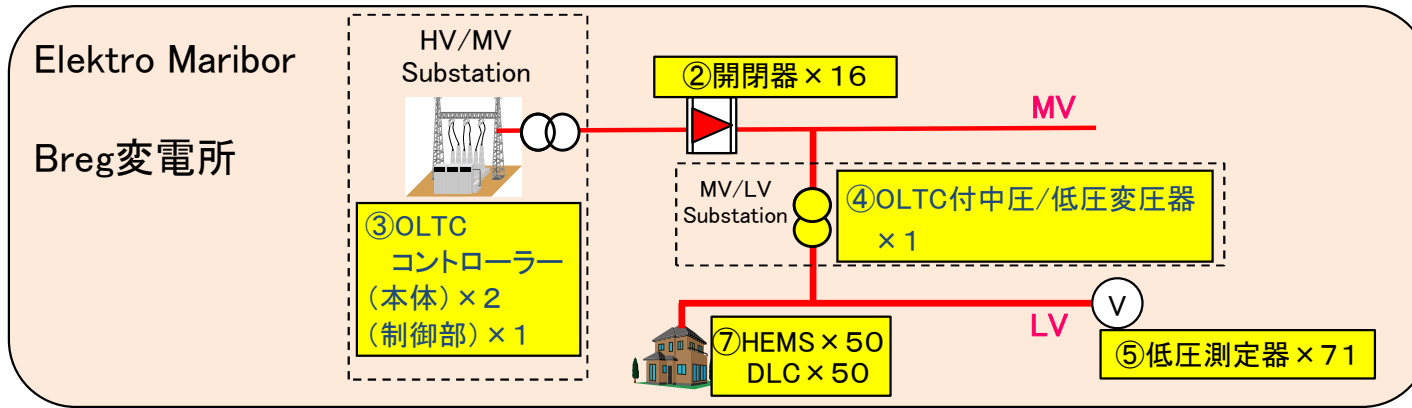 Elektro Maribor
Breg変電所
HV/MV
Substation
③OLTC
コントローラー
(本体)×2
(制御部)×1
②開閉器×16
MV
MV/LV
Substation
④OLTC付中圧/低圧変圧器
×1
LV
V
⑦HEMS×50
DLC×50
⑤低圧測定器×71